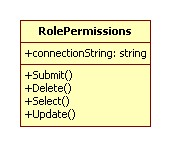 RolePermissions
+connectionString: string
+Submit()
+Delete()
+Select()
+Update()